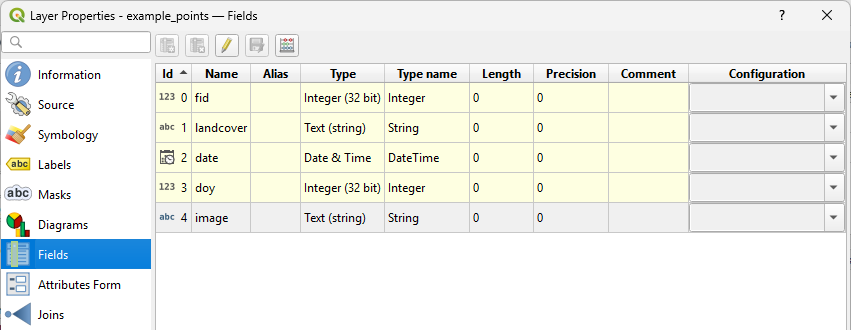 Layer Properties - example_points — Fields
Id Name Alias Type Type name Length Precision Comment Configuration
Information
123 0 fid Integer (32 bit) Integer 0 0
Source
abc 1 landcover Text (string) String 0 0
Symbology
2 date Date & Time DateTime 0 0
abc Labels
123 3 doy Integer (32 bit) Integer 0 0
abc Masks
abc 4 image Text (string) String 0 0
Diagrams
Fields
Attributes Form
Joins